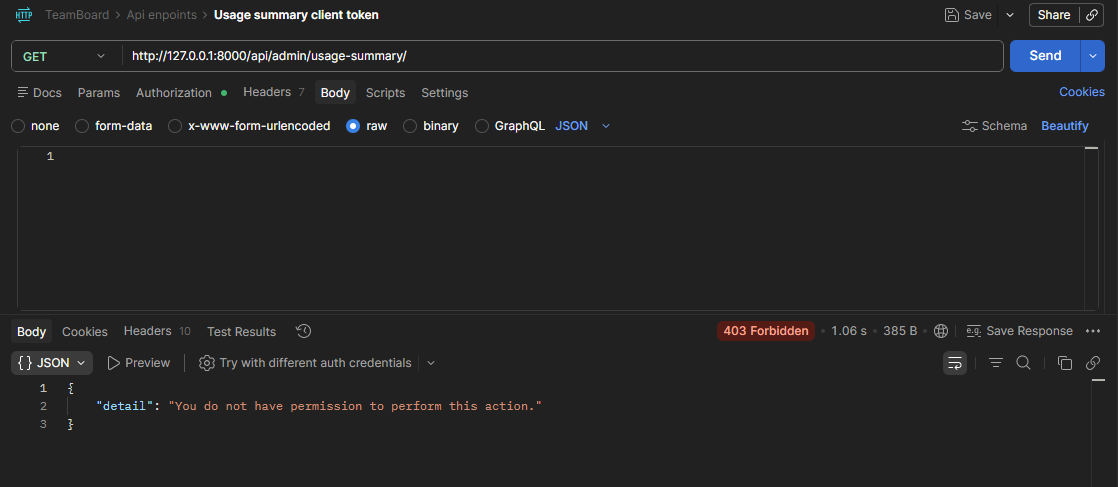 HTTP TeamBoard > Api enpoints > Usage summary client token Save Share
GET http://127.0.0.1:8000/api/admin/usage-summary/ Send
Docs Params Authorization Headers 7 Body Scripts Settings Cookies
none form-data x-www-form-urlencoded raw binary GraphQL JSON Schema Beautify
1
Body Cookies Headers 10 Test Results 403 Forbidden • 1.06 s • 385 B • e.g. Save Response
{} JSON Preview Try with different auth credentials
1 {
2 "detail": "You do not have permission to perform this action."
3 }